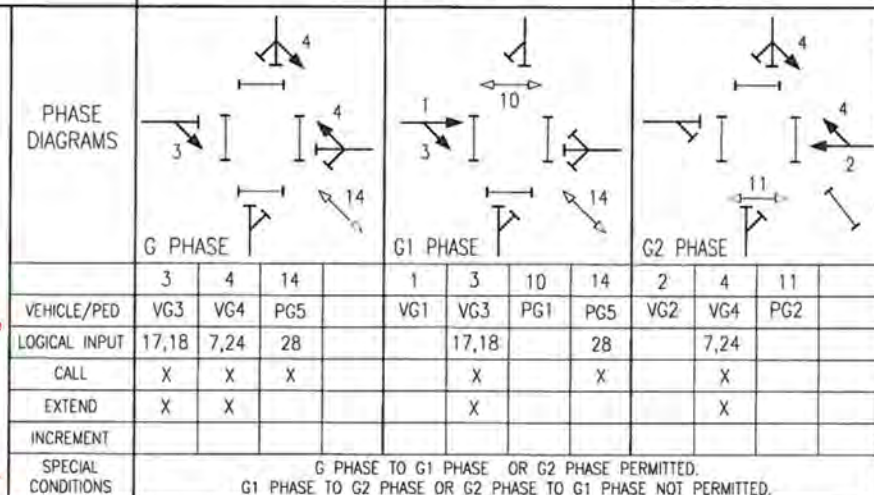 PHASE
DIAGRAMS
4
4
3
14
G PHASE
10
1
3
14
G1 PHASE
4
4
2
11
G2 PHASE
3 4 14 1 3 10 14 2 4 11
VEHICLE/PED VG3 VG4 PG5 VG1 VG3 PG1 PG5 VG2 VG4 PG2
LOGICAL INPUT 17,18 7,24 28 17,18 28 7,24
CALL X X X X X X
EXTEND X X X X
INCREMENT
SPECIAL
CONDITIONS
G PHASE TO G1 PHASE OR G2 PHASE PERMITTED.
G1 PHASE TO G2 PHASE OR G2 PHASE TO G1 PHASE NOT PERMITTED.